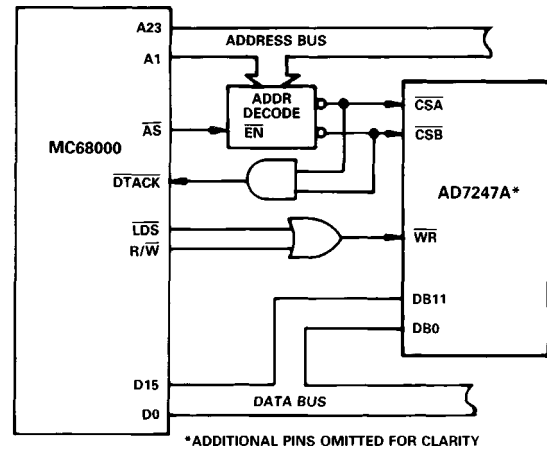 A23
ADDRESS BUS
A1
ADDR
DECODE
EN
CSA
CSB
AS
MC68000
DTACK
AD7247A*
LDS
R/W
WR
DB11
DB0
D15
DATA BUS
D0
*ADDITIONAL PINS OMITTED FOR CLARITY